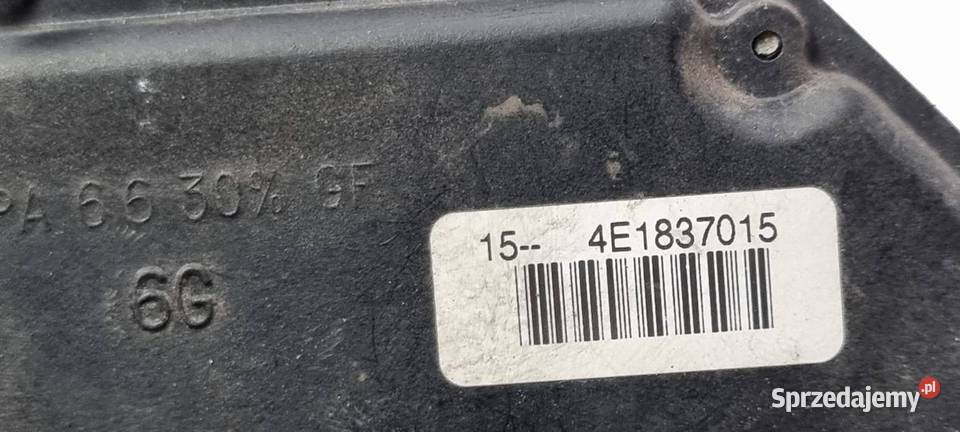 PA 66 30% GF
6G
15-- 4E1837015
Sprzedajemy.pl